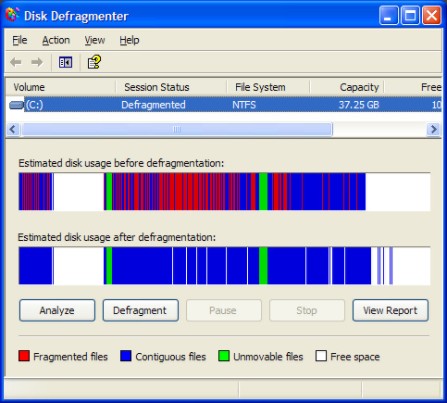 Disk Defragmenter
File Action View Help
Volume Session Status File System Capacity Free
(C:) Defragmented NTFS 37.25 GB 10
Estimated disk usage before defragmentation:
Estimated disk usage after defragmentation:
Analyze Defragment Pause Stop View Report
Fragmented files Contiguous files Unmovable files Free space